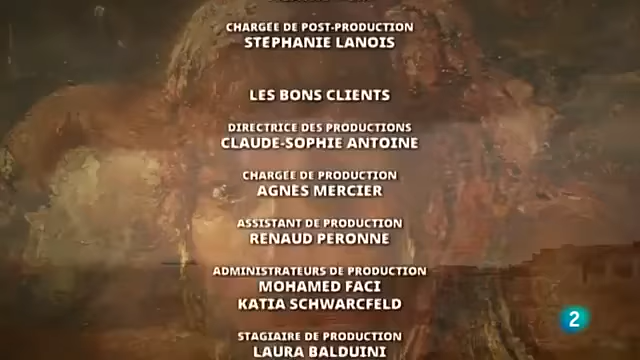 CHARGÉE DE POST-PRODUCTION
STEPHANIE LANOIS
LES BONS CLIENTS
DIRECTRICE DES PRODUCTIONS
CLAUDE-SOPHIE ANTOINE
CHARGÉE DE PRODUCTION
AGNÈS MERCIER
ASSISTANT DE PRODUCTION
RENAUD PERONNE
ADMINISTRATEURS DE PRODUCTION
MOHAMED FACI
KATIA SCHWARCFELD
2
STAGIAIRE DE PRODUCTION
LAURA BALDUINI